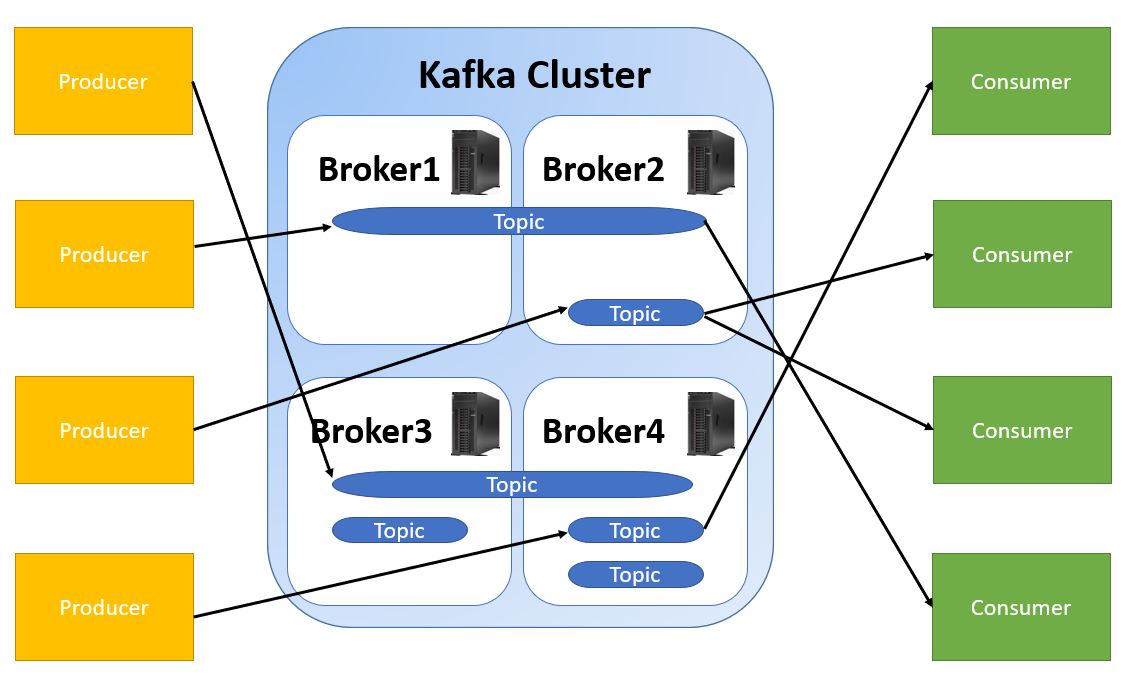 Kafka Cluster
Producer
Consumer
Broker1
Broker2
Topic
Producer
Consumer
Topic
Producer
Consumer
Broker3
Broker4
Topic
Topic
Topic
Topic
Producer
Consumer